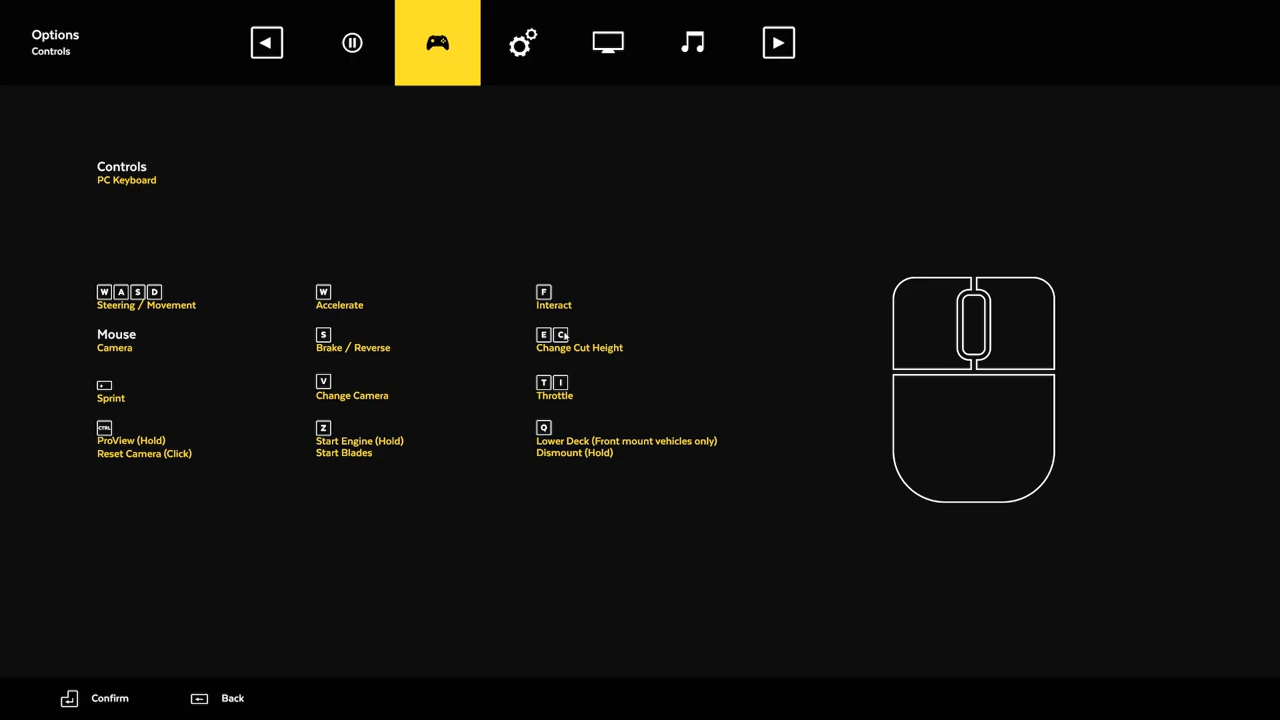 Options
Controls
Controls
PC Keyboard
W A S D
Steering / Movement
W
Accelerate
F
Interact
Mouse
Camera
S
Brake / Reverse
E C
Change Cut Height
Sprint
V
Change Camera
T I
Throttle
CTRL
ProView (Hold)
Reset Camera (Click)
Z
Start Engine (Hold)
Start Blades
Q
Lower Deck (Front mount vehicles only)
Dismount (Hold)
Confirm
Back